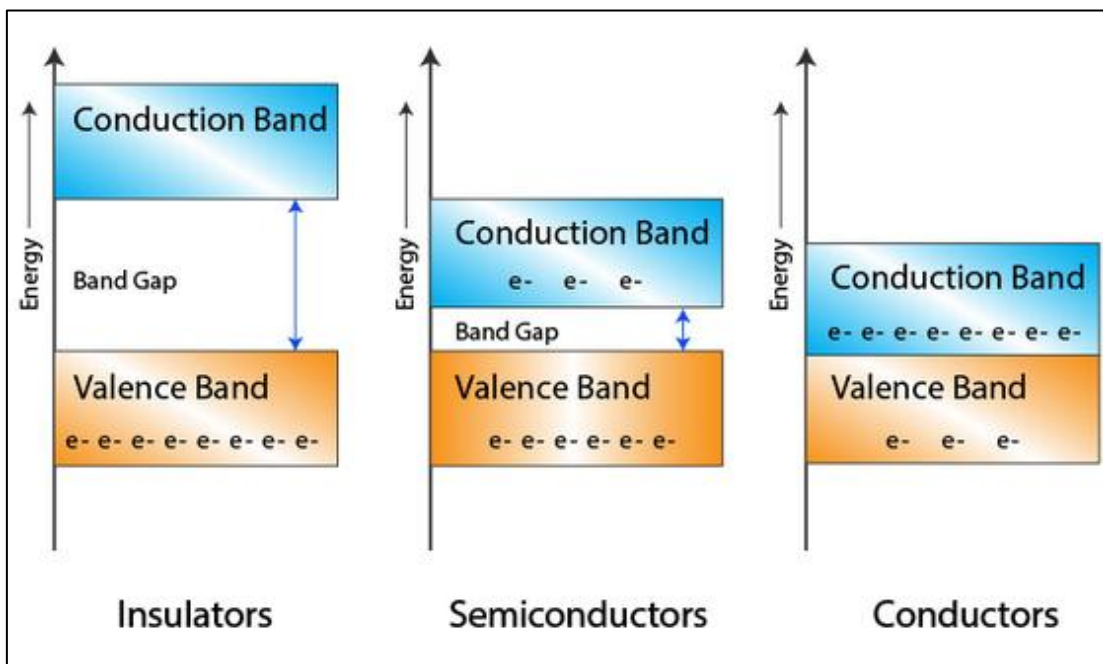 Energy
Conduction Band
Band Gap
Valence Band
e- e- e- e- e- e- e- e-
Insulators
Energy
Conduction Band
e- e- e-
Band Gap
Valence Band
e- e- e- e- e- e-
Semiconductors
Energy
Conduction Band
e- e- e- e- e- e- e- e-
Valence Band
e- e- e-
Conductors